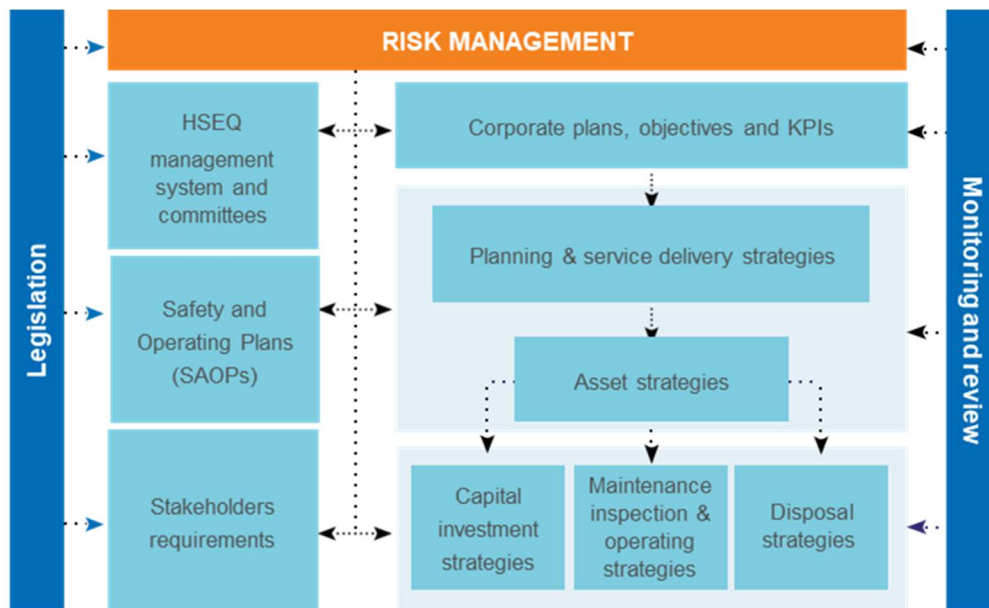 RISK MANAGEMENT
Legislation
HSEQ
management
system and
committees
Corporate plans, objectives and KPIs
Monitoring and review
Planning & service delivery strategies
Safety and
Operating Plans
(SAOPs)
Asset strategies
Stakeholders
requirements
Capital
investment
strategies
Maintenance
inspection &
operating
strategies
Disposal
strategies